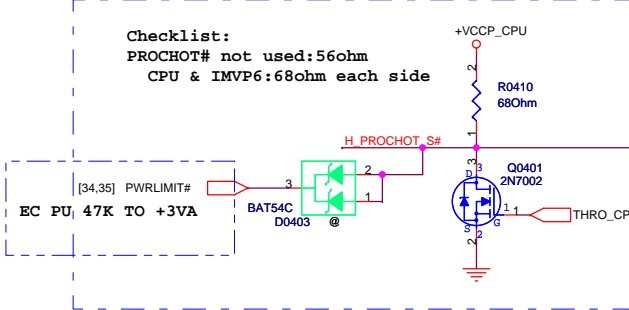 Checklist:
PROCHOT# not used:56ohm
CPU & IMVP6:68ohm each side
+VCCP_CPU
2
R0410
68Ohm
1
H_PROCHOT_S#
3
D
3
Q0401
2N7002
2
1
3
[34,35] PWRLIMIT#
EC PU 47K TO +3VA
BAT54C
D0403
@
1
1
G
S
2
2
THRO_CP